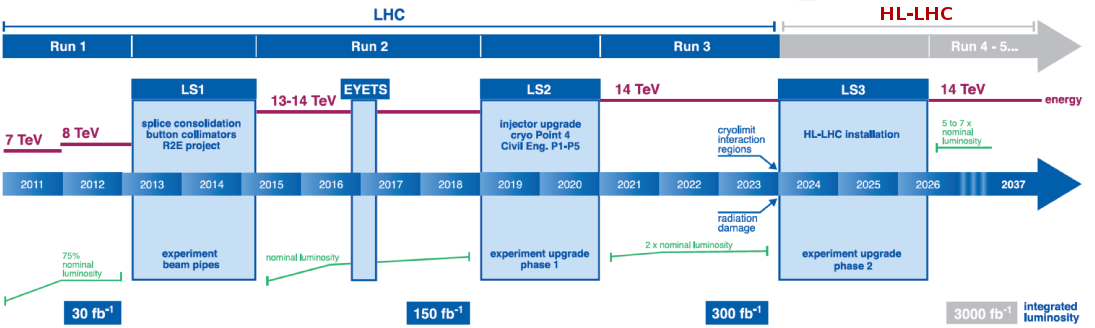 LHC
HL-LHC
Run 1
Run 2
Run 3
Run 4 - 5...
LS1
EYETS
LS2
LS3
7 TeV
8 TeV
13-14 TeV
14 TeV
14 TeV
energy
splice consolidation
button collimators
R2E project
injector upgrade
cryo Point 4
Civil Eng. P1-P5
cryolimit
interaction
regions
HL-LHC installation
5 to 7 x
nominal
luminosity
2011
2012
2013
2014
2015
2016
2017
2018
2019
2020
2021
2022
2023
2024
2025
2026
2037
radiation
damage
75%
nominal
luminosity
experiment
beam pipes
nominal luminosity
experiment upgrade
phase 1
2 x nominal luminosity
experiment upgrade
phase 2
30 fb⁻¹
150 fb⁻¹
300 fb⁻¹
3000 fb⁻¹
integrated
luminosity